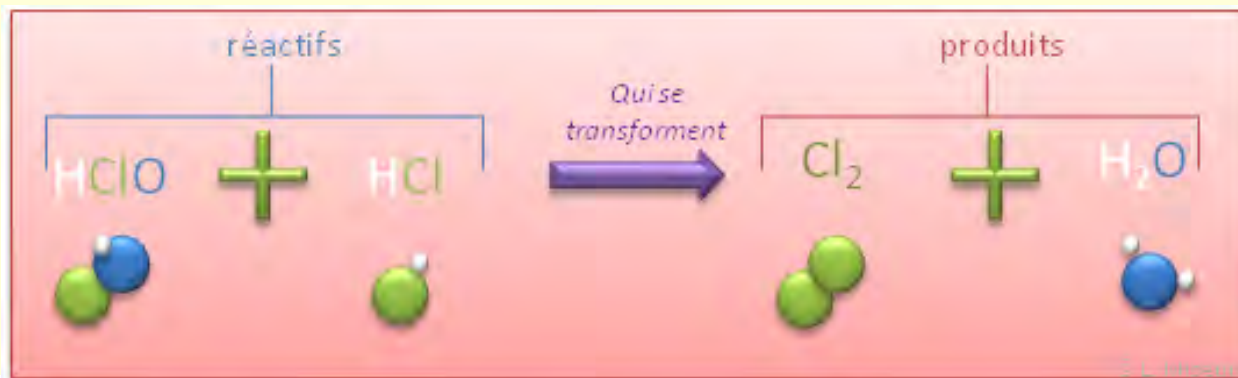 réactifs
produits
Qui se
transforment
HClO + HCl
Cl₂ + H₂O